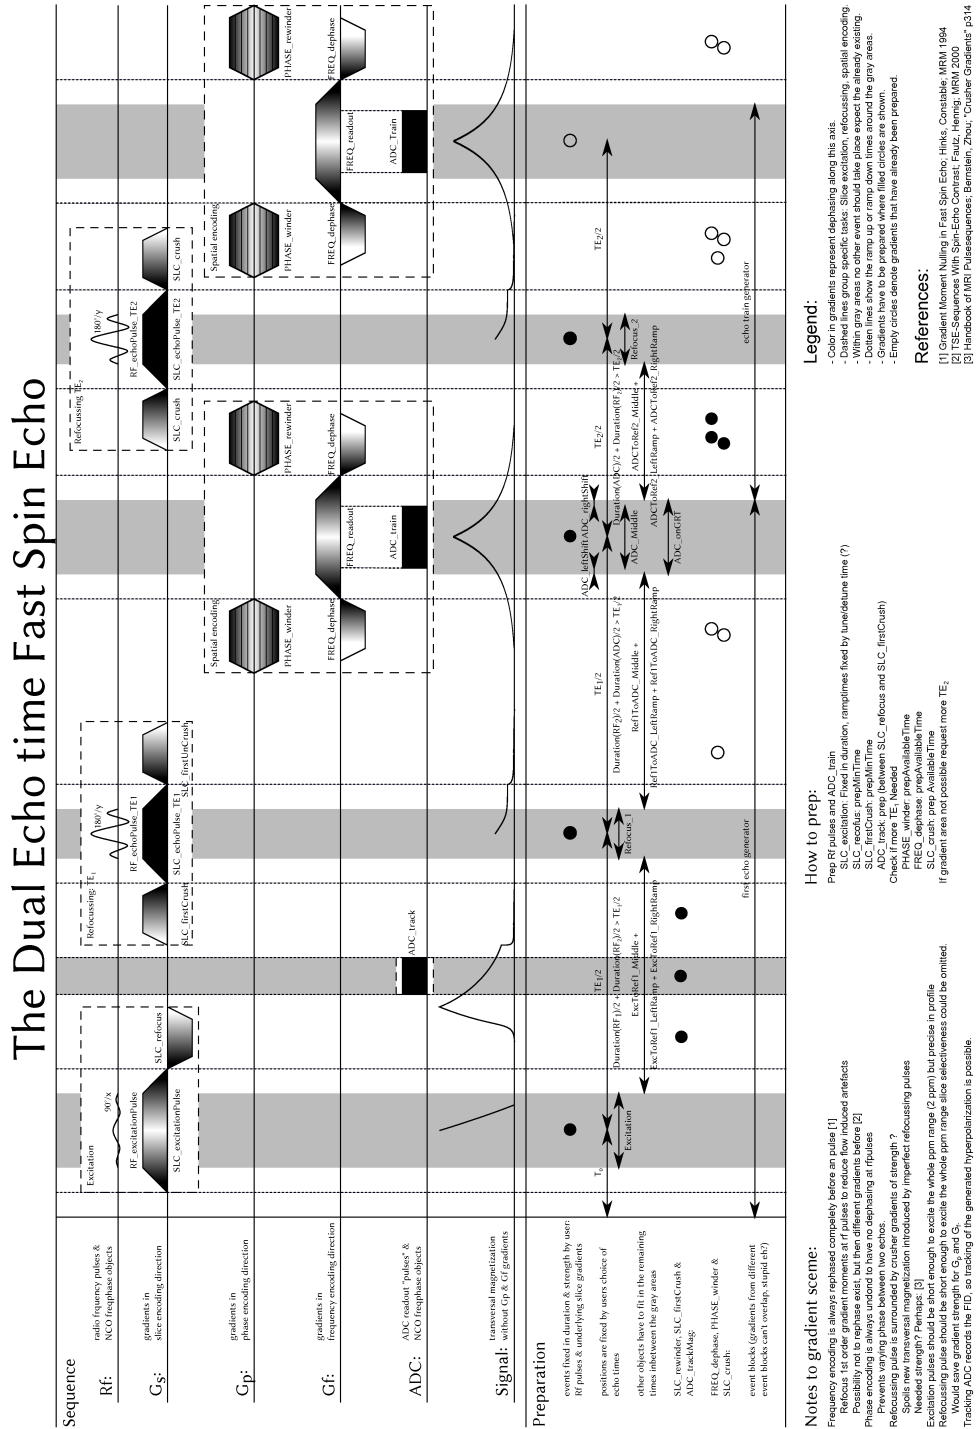 The Dual Echo time Fast Spin Echo
Sequence
Rf:
radio frquency pulses &
NCO freqphase objects
Excitation
90°/x
RF_excitationPulse
Refocussing: TE1
180°/y
RF_echoPulse_TE1
Refocussing TE2
180°/y
RF_echoPulse_TE2
Gs:
gradients in
slice encoding direction
SLC_excitationPulse
SLC_refocus
SLC_firstCrush
SLC_echoPulse_TE1
SLC_firstUnCrush
SLC_crush
SLC_echoPulse_TE2
SLC_crush
Gp:
gradients in
phase encoding direction
Spatial encoding
PHASE_winder
PHASE_rewinder
Spatial encoding
PHASE_winder
PHASE_rewinder
Gf:
gradients in
frequency encoding direction
FREQ_dephase
FREQ_readout
FREQ_dephase
FREQ_dephase
FREQ_readout
FREQ_dephase
ADC:
ADC readout "pulses" &
NCO freqphase objects
ADC_track
ADC_train
ADC_Train
Signal:
transversal magnetization
without Gp & Gf gradients
Preparation
events fixed in duration & strength by user:
Rf pulses & underlying slice gradients
ADC_leftShift
ADC_rightShift
positions are fixed by users choice of
echo times
T0
TE1/2
TE1/2
TE2/2
TE2/2
Excitation
Duration(RF1)/2 + Duration(RF2)/2 > TE1/2
Refocus_1
Duration(RF2)/2 + Duration(ADC)/2 > TE1/2
ADC_Middle
Duration(ADC)/2 + Duration(RF2)/2 > TE2/2
Refocus_2
other objects have to fit in the remaining
times inbetween the gray areas
ExcToRef1_Middle +
ExcToRef1_LeftRamp + ExcToRef1_RightRamp
Ref1ToADC_Middle +
Ref1ToADC_LeftRamp + Ref1ToADC_RightRamp
ADCToRef2_Middle +
ADCToRef2_LeftRamp + ADCToRef2_RightRamp
ADC_onGRT
SLC_rewinder, SLC_firstCrush &
ADC_trackMag:
FREQ_dephase, PHASE_winder &
SLC_crush:
event blocks (gradients from different
event blocks can't overlap, stupid eh?)
first echo generator
echo train generator
Notes to gradient sceme:
Frequency encoding is always rephased compelety before an pulse [1]
Refocus 1st order gradient moments at rf pulses to reduce flow induced artefacts
Possibility not to rephase exist, but then different gradients before [2]
Phase encoding is always undond to have no dephasing at rfpulses
Prevents varying phase between two echos.
Refocussing pulse is surrounded by crusher gradients of strength ?
Spoils new transversal magnetization introduced by imperfect refocussing pulses
Needed strength? Perhaps: [3]
Excitation pulses should be short enough to excite the whole ppm range (2 ppm) but precise in profile
Refocussing pulse should be short enough to excite the whole ppm range slice selectiveness could be omitted.
Would save gradient strength for Gp and Gf.
Tracking ADC records the FID, so tracking of the generated hyperpolarization is possible.
How to prep:
Prep Rf pulses and ADC_train
SLC_excitation: Fixed in duration, ramptimes fixed by tune/detune time (?)
SLC_recofus: prepMinTime
SLC_firstCrush: prepMinTime
ADC_track: prep (between SLC_refocus and SLC_firstCrush)
Check if more TE1 Needed
PHASE_winder: prepAvailableTime
FREQ_dephase: prepAvailableTime
SLC_crush: prep AvailableTime
If gradient area not possible request more TE2
Legend:
- Color in gradients represent dephasing along this axis.
- Dashed lines group specific tasks: Slice excitation, refocussing, spatial encoding.
- Within gray areas no other event should take place expect the already existing.
- Dotten lines show the ramp up or ramp down times around the gray areas.
- Gradients have to be prepared where filled circles are shown.
- Empty circles denote gradients that have already been prepared.
References:
[1] Gradient Moment Nulling in Fast Spin Echo; Hinks, Constable; MRM 1994
[2] TSE-Sequences With Spin-Echo Contrast; Fautz, Hennig; MRM 2000
[3] Handbook of MRI Pulsesequences; Bernstein, Zhou; "Crusher Gradients" p314